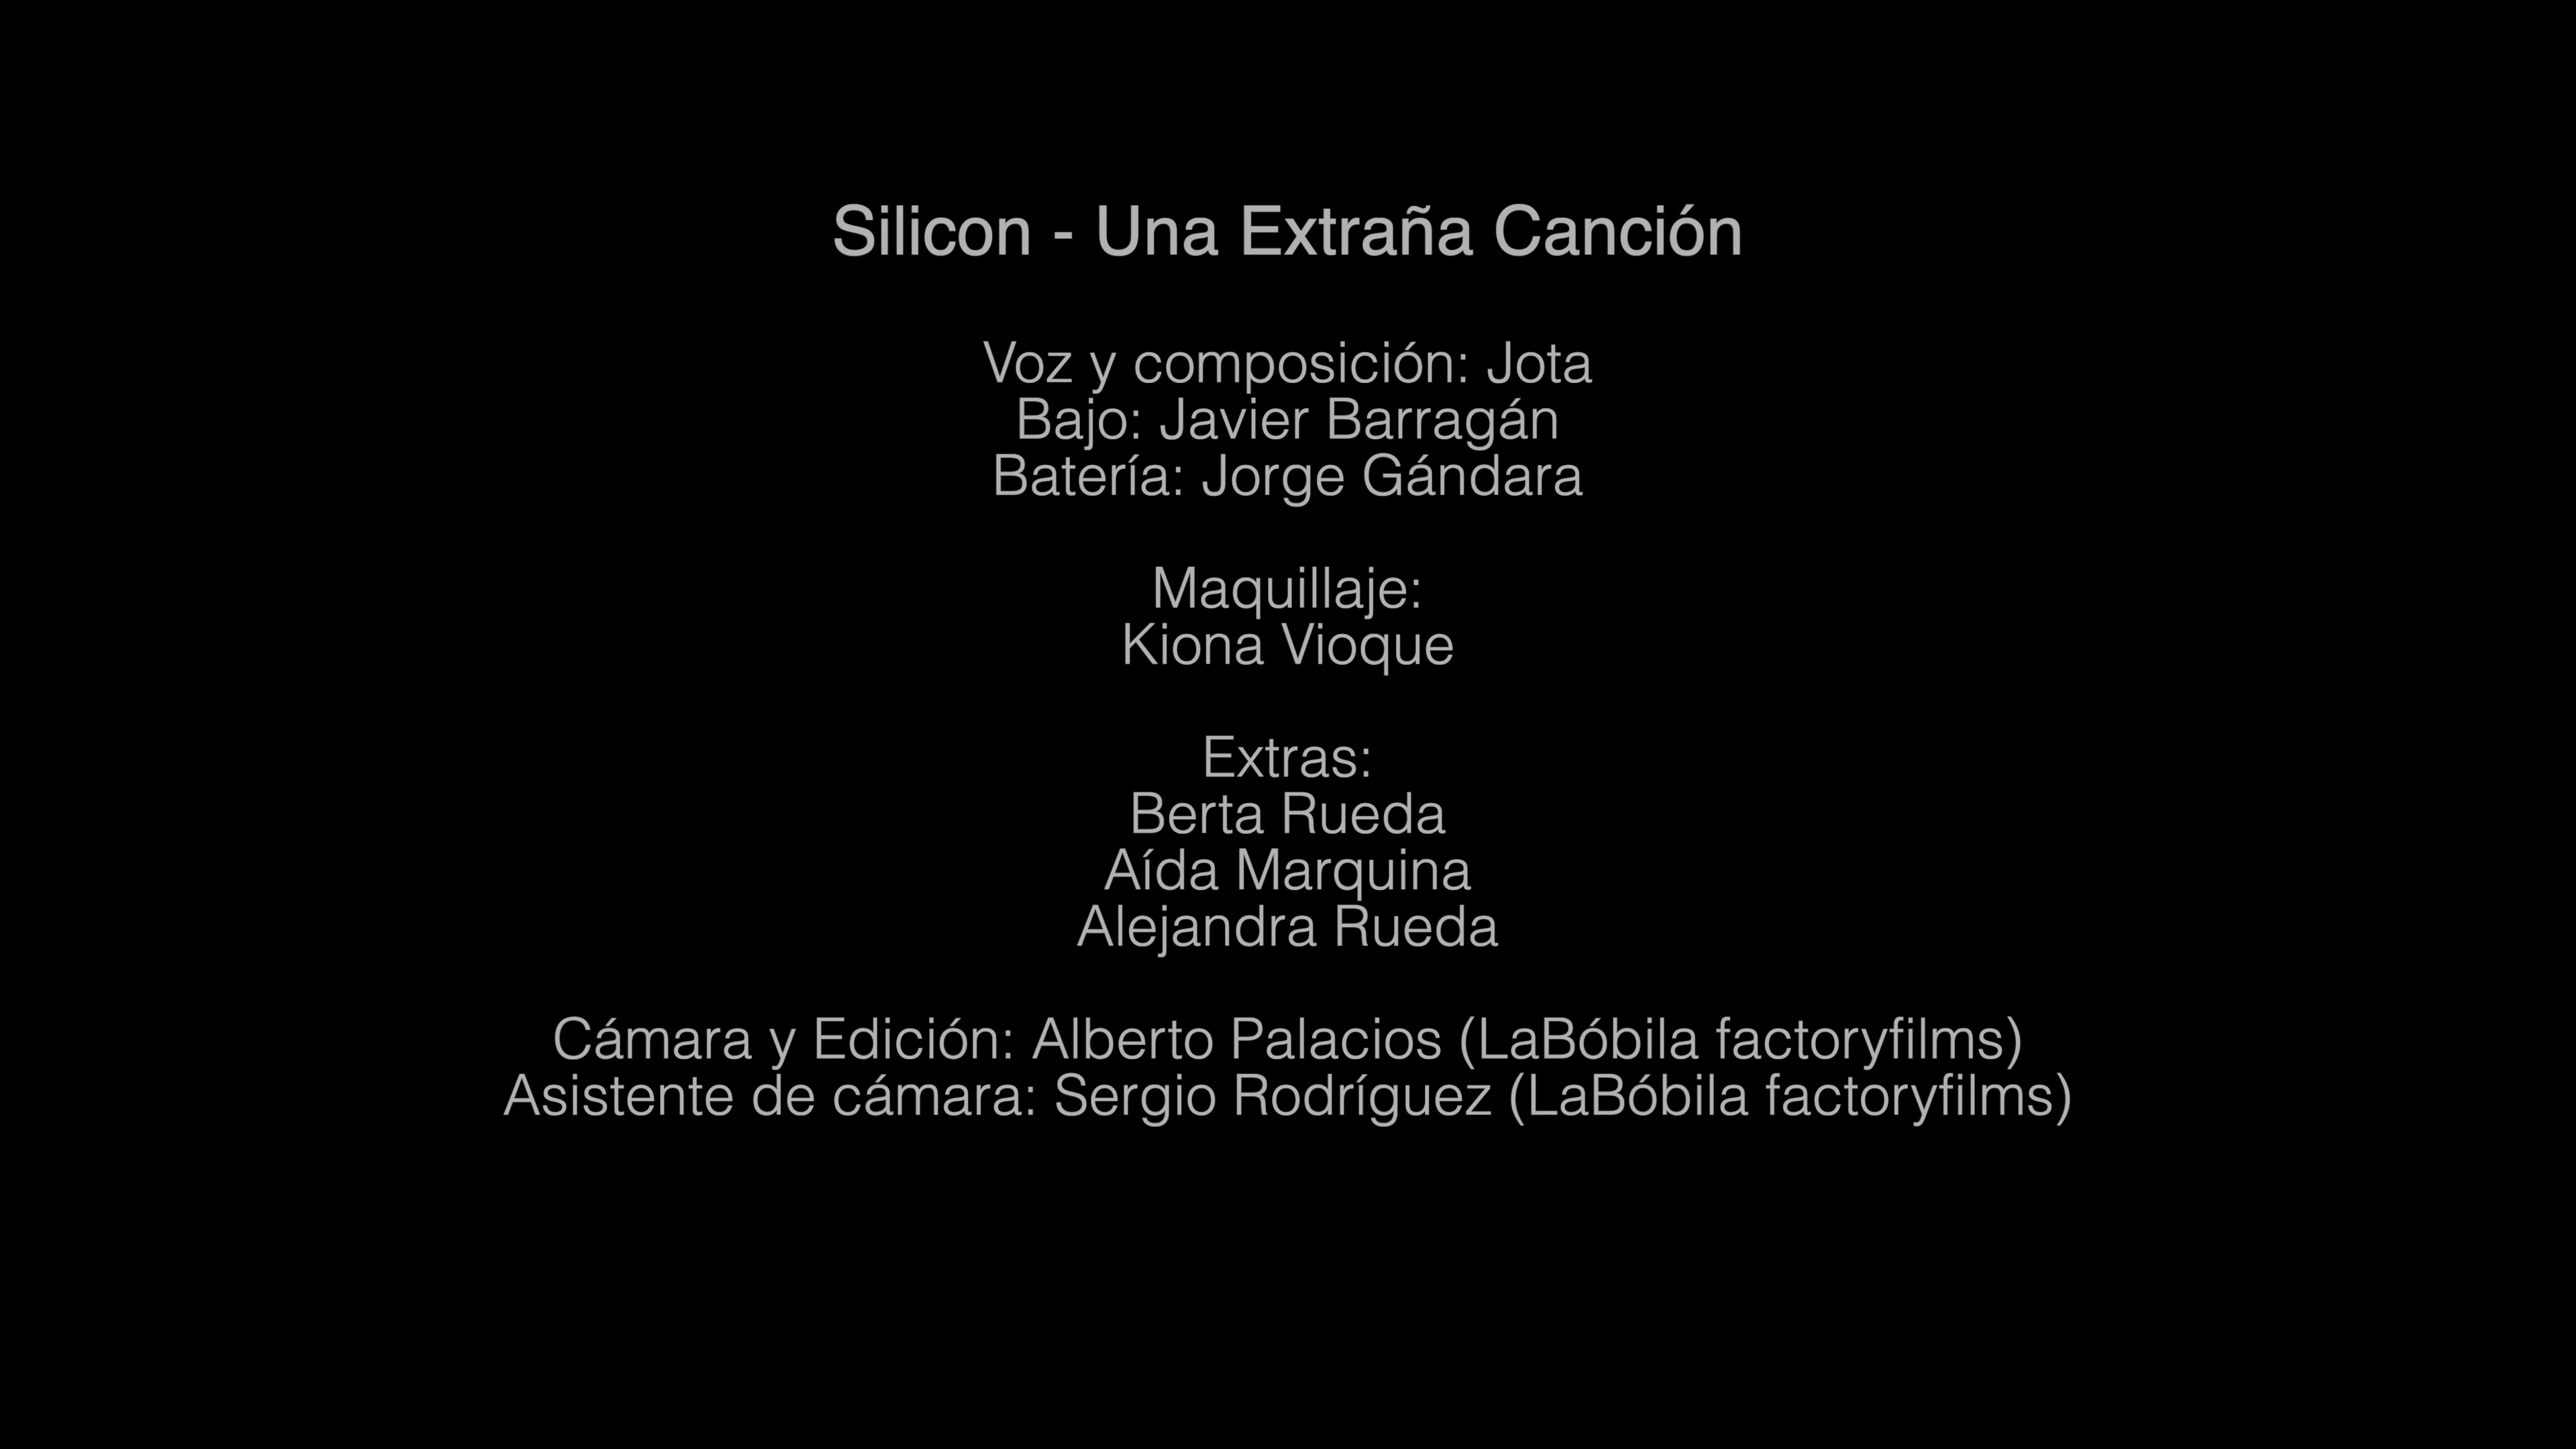 Silicon - Una Extraña Canción
Voz y composición: Jota
Bajo: Javier Barragán
Batería: Jorge Gándara
Maquillaje:
Kiona Vioque
Extras:
Berta Rueda
Aída Marquina
Alejandra Rueda
Cámara y Edición: Alberto Palacios (LaBóbila factoryfilms)
Asistente de cámara: Sergio Rodríguez (LaBóbila factoryfilms)